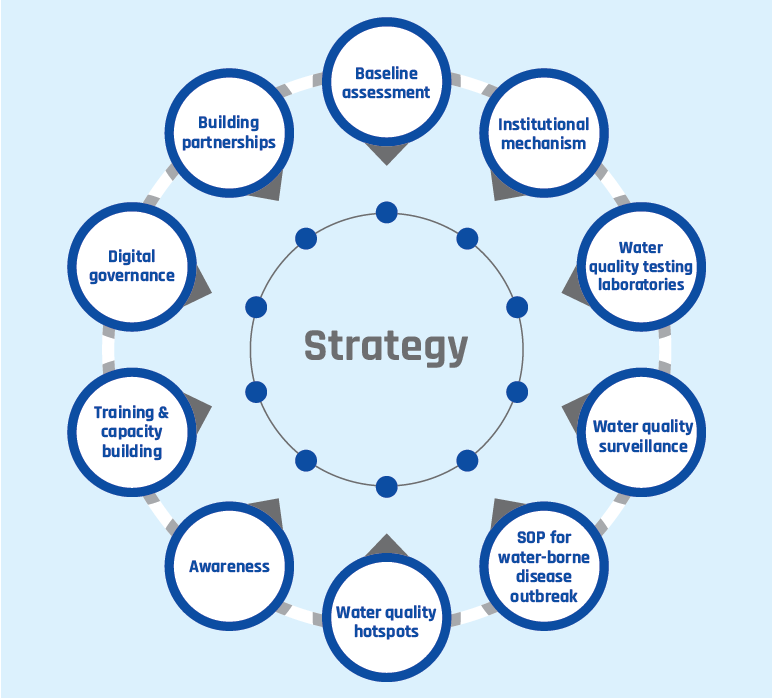 Baseline
assessment
Institutional
mechanism
Water
quality testing
laboratories
Water quality
surveillance
SOP for
water-borne
disease
outbreak
Water quality
hotspots
Awareness
Training &
capacity
building
Digital
governance
Building
partnerships
Strategy